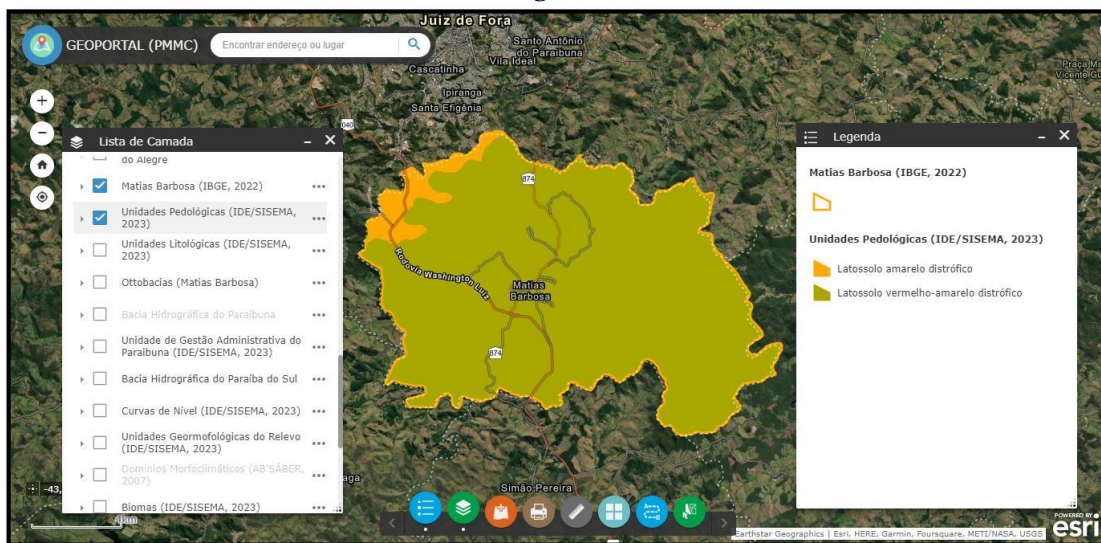 GEOPORTAL (PMMC)
Encontrar endereço ou lugar
Juiz de Fora
Santo Antônio
do Paraibuna
Vila Ideal
Cascatinha
Ipiranga
Santa Efigênia
040
Praça Ma
Vicente Gu
Lista de Camada
do Alegre
Matias Barbosa (IBGE, 2022)
Unidades Pedológicas (IDE/SISEMA,
2023)
Unidades Litológicas (IDE/SISEMA,
2023)
Ottobacias (Matias Barbosa)
Bacia Hidrográfica do Paraibuna
Unidade de Gestão Administrativa do
Paraibuna (IDE/SISEMA, 2023)
Bacia Hidrográfica do Paraíba do Sul
Curvas de Nível (IDE/SISEMA, 2023)
Unidades Geormofológicas do Relevo
(IDE/SISEMA, 2023)
Domínios Morfoclimáticos (AB'SÁBER,
2007)
Biomas (IDE/SISEMA, 2023)
874
Rodovia Washington Luiz
Matias
Barbosa
874
Simão Pereira
aga
-43,
Legenda
Matias Barbosa (IBGE, 2022)
Unidades Pedológicas (IDE/SISEMA, 2023)
Latossolo amarelo distrófico
Latossolo vermelho-amarelo distrófico
Earthstar Geographics | Esri, HERE, Garmin, Foursquare, METI/NASA, USGS
POWERED BY
esri